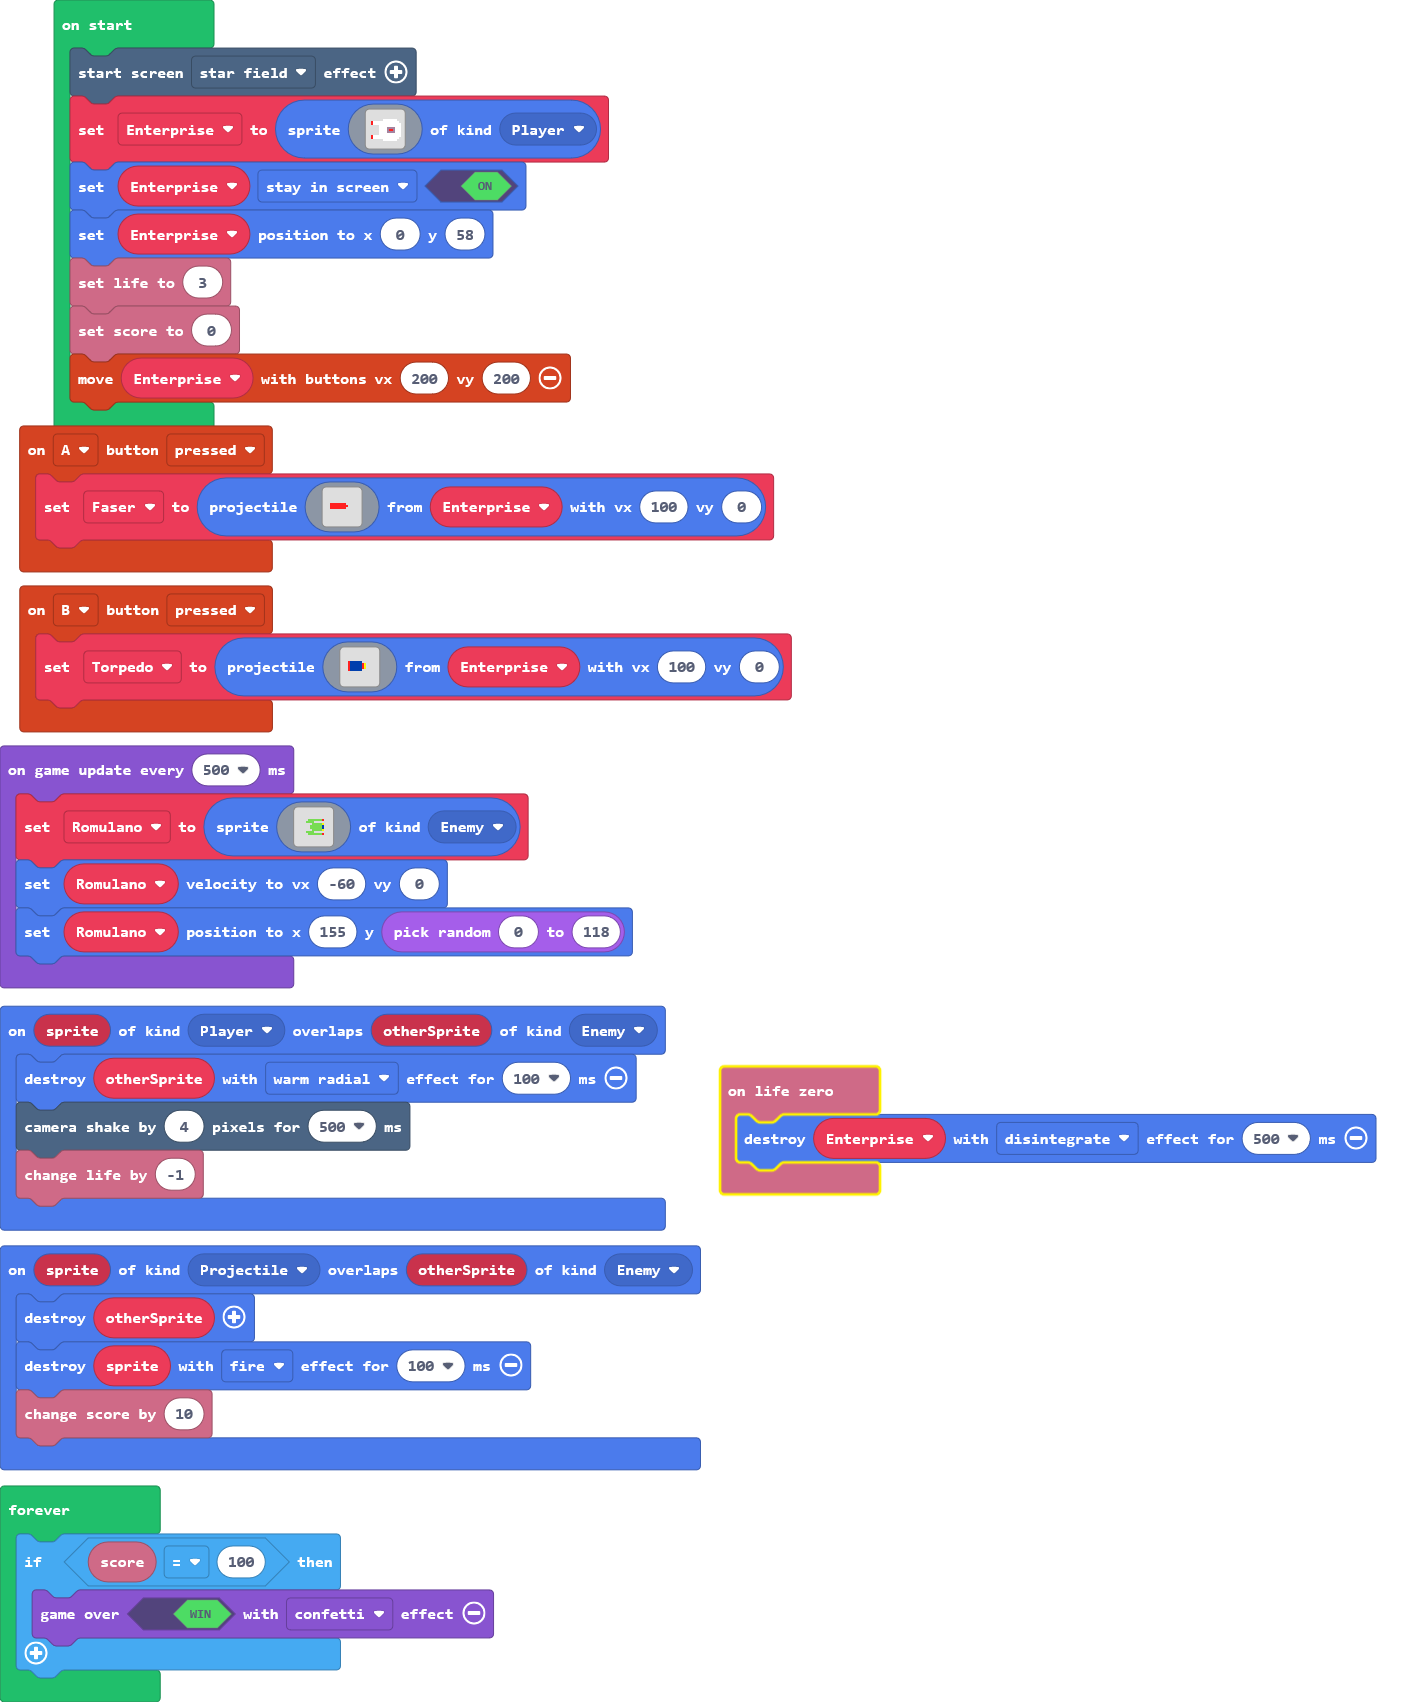 on start
start screen star field effect
set Enterprise to sprite of kind Player
set Enterprise stay in screen ON
set Enterprise position to x 0 y 58
set life to 3
set score to 0
move Enterprise with buttons vx 200 vy 200
on A button pressed
set Faser to projectile from Enterprise with vx 100 vy 0
on B button pressed
set Torpedo to projectile from Enterprise with vx 100 vy 0
on game update every 500 ms
set Romulano to sprite of kind Enemy
set Romulano velocity to vx -60 vy 0
set Romulano position to x 155 y pick random 0 to 118
on sprite of kind Player overlaps otherSprite of kind Enemy
destroy otherSprite with warm radial effect for 100 ms
camera shake by 4 pixels for 500 ms
change life by -1
on life zero
destroy Enterprise with disintegrate effect for 500 ms
on sprite of kind Projectile overlaps otherSprite of kind Enemy
destroy otherSprite
destroy sprite with fire effect for 100 ms
change score by 10
forever
if score = 100 then
game over WIN with confetti effect